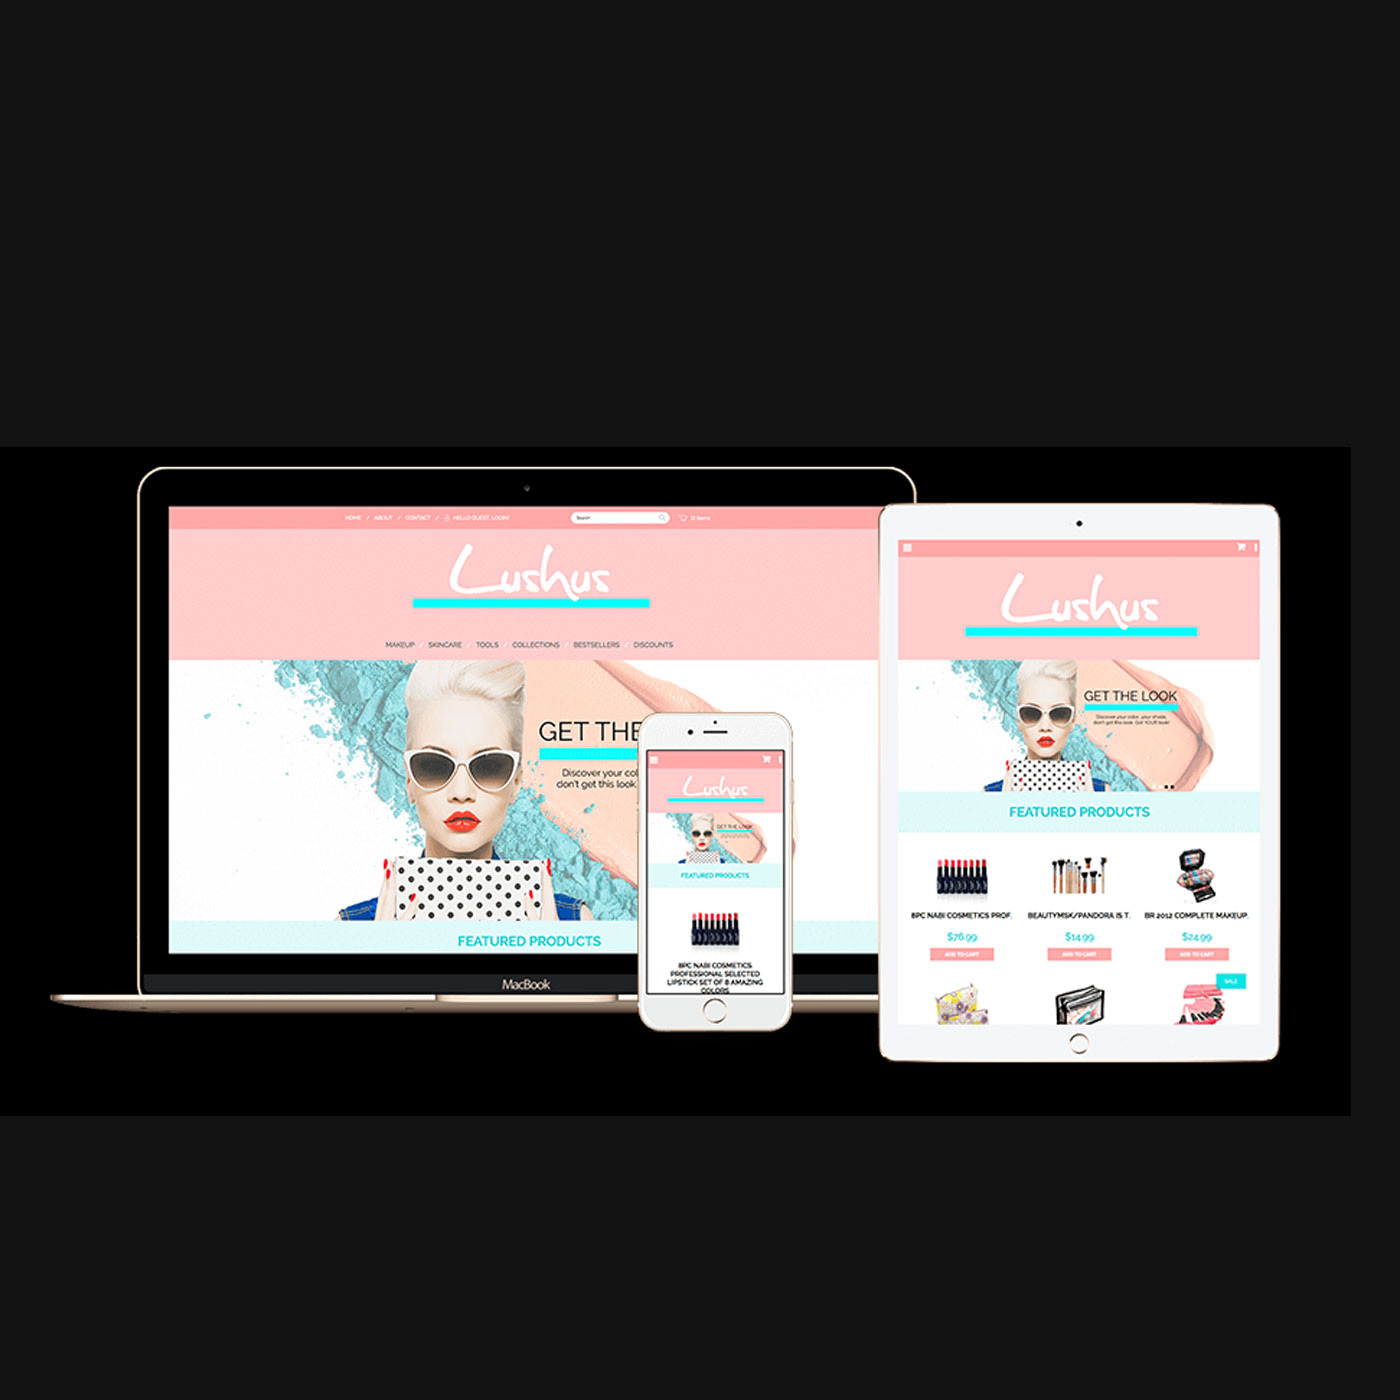 HOME / ABOUT / CONTACT / HELLO GUEST, LOGIN!
Search
0 items
Lushus
MAKEUP / SKINCARE / TOOLS / COLLECTIONS / BESTSELLERS / DISCOUNTS
GET THE
Discover your col
don't get this look.
FEATURED PRODUCTS
MacBook
Lushus
GET THE LOOK
FEATURED PRODUCTS
8PC NABI COSMETICS
PROFESSIONAL SELECTED
LIPSTICK SET OF 8 AMAZING
COLORS
Lushus
GET THE LOOK
Discover your color, your shade,
don't get this look. Get YOUR look!
FEATURED PRODUCTS
8PC NABI COSMETICS PROF.
BEAUTYMSK/PANDORA IS T.
BR 2012 COMPLETE MAKEUP.
$76.99
$14.99
$24.99
ADD TO CART
ADD TO CART
ADD TO CART
SALE